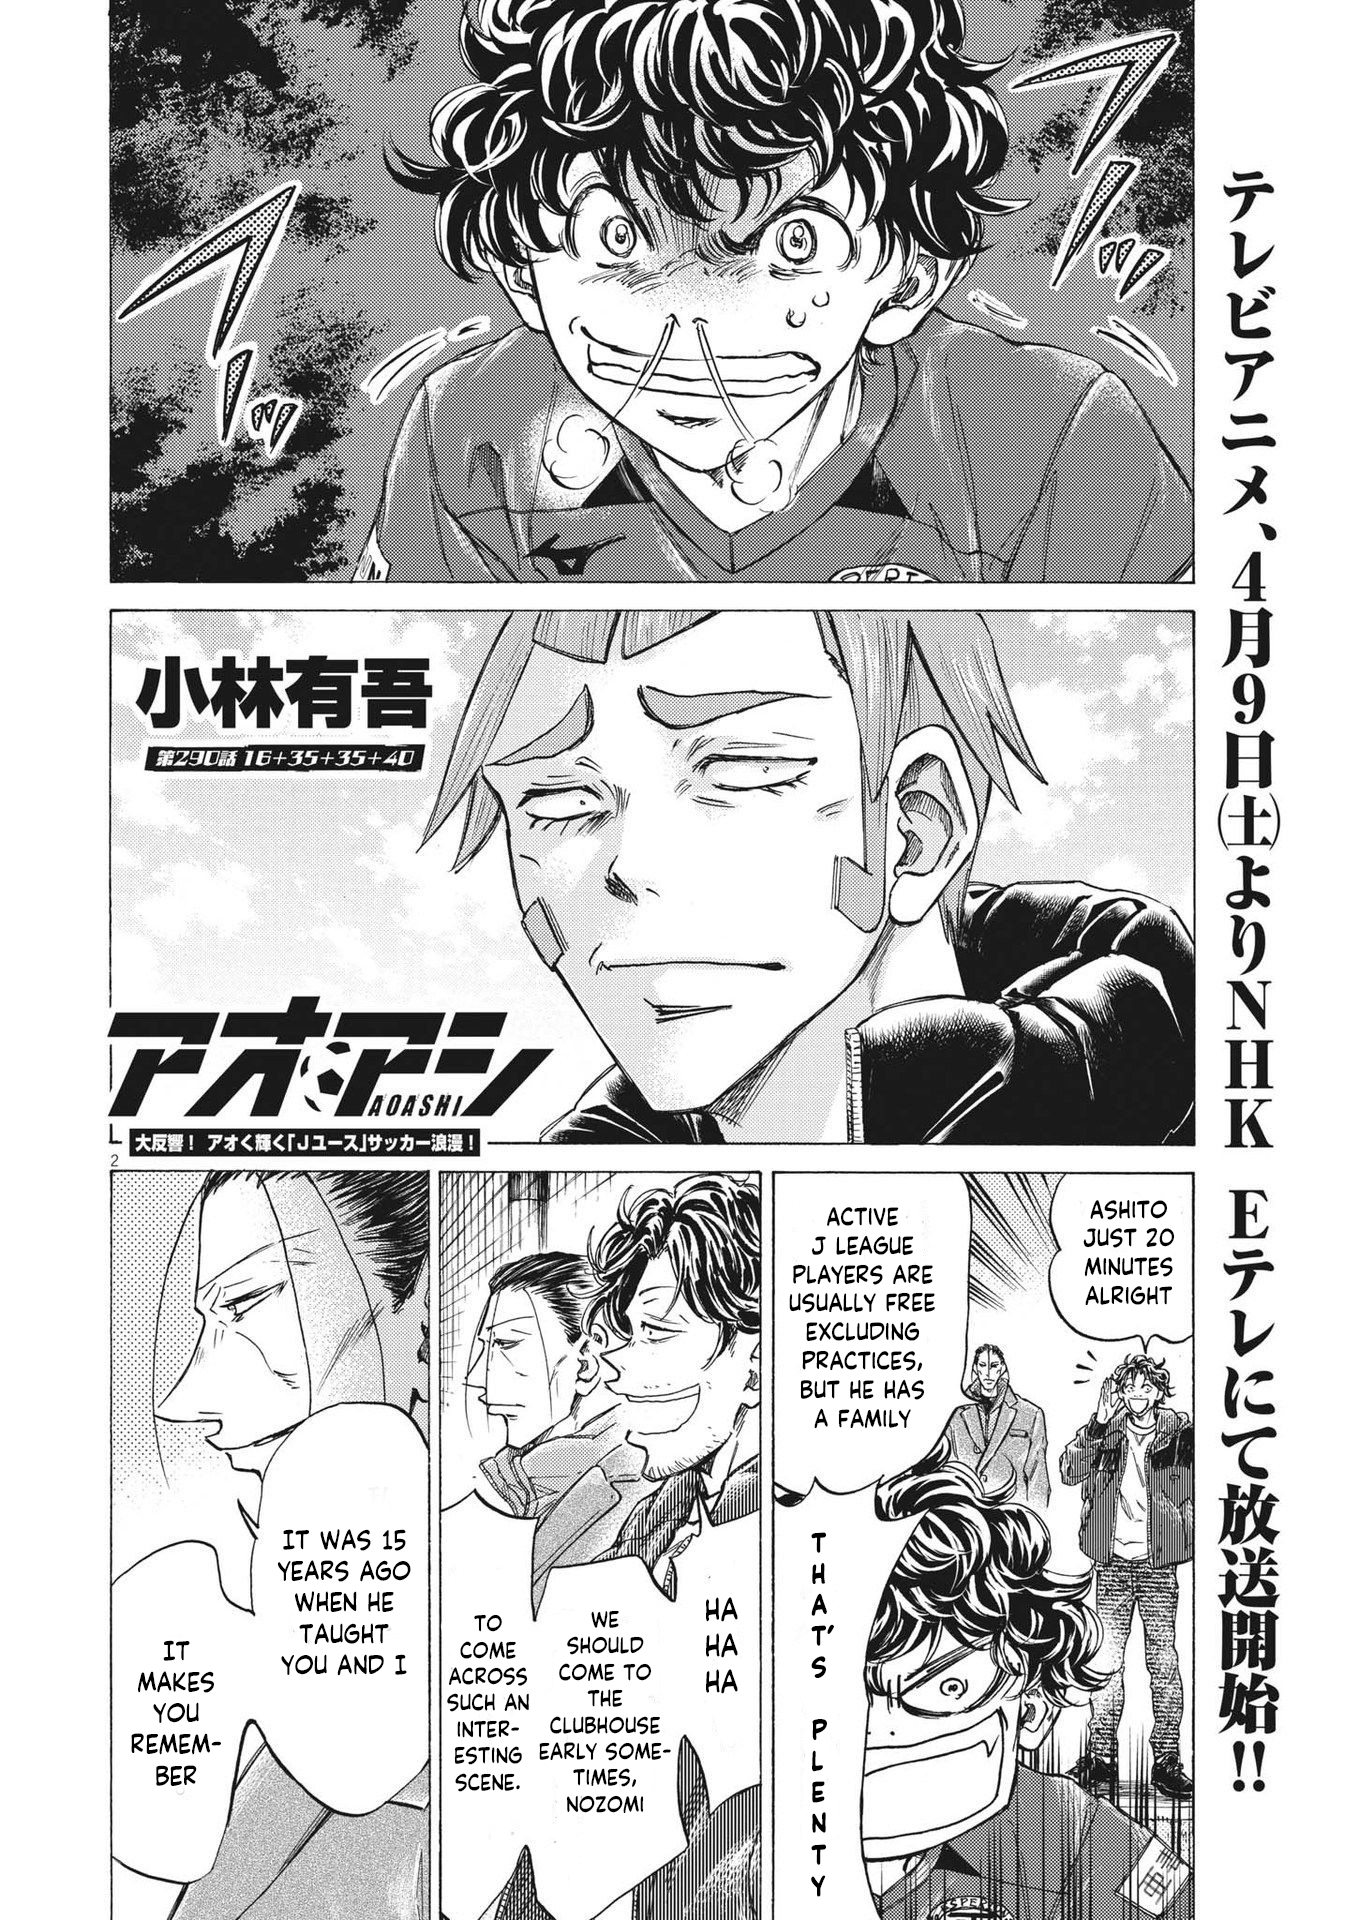 テレビアニメ、4月9日(土)よりNHK Eテレにて放送開始!!
小林有吾
第290話 16+35+35+40
アオアシ
AOASHI
大反響! アオく輝く「Jユース」サッカー浪漫!
2
ASHITO
JUST 20
MINUTES
ALRIGHT
ACTIVE
J LEAGUE
PLAYERS ARE
USUALLY FREE
EXCLUDING
PRACTICES,
BUT HE HAS
A FAMILY
THAT'S PLENTY
HA
HA
HA
WE
SHOULD
COME TO
THE
CLUBHOUSE
EARLY SOME-
TIMES,
NOZOMI
TO
COME
ACROSS
SUCH AN
INTER-
ESTING
SCENE.
IT WAS 15
YEARS AGO
WHEN HE
TAUGHT
YOU AND I
IT
MAKES
YOU
REMEM-
BER